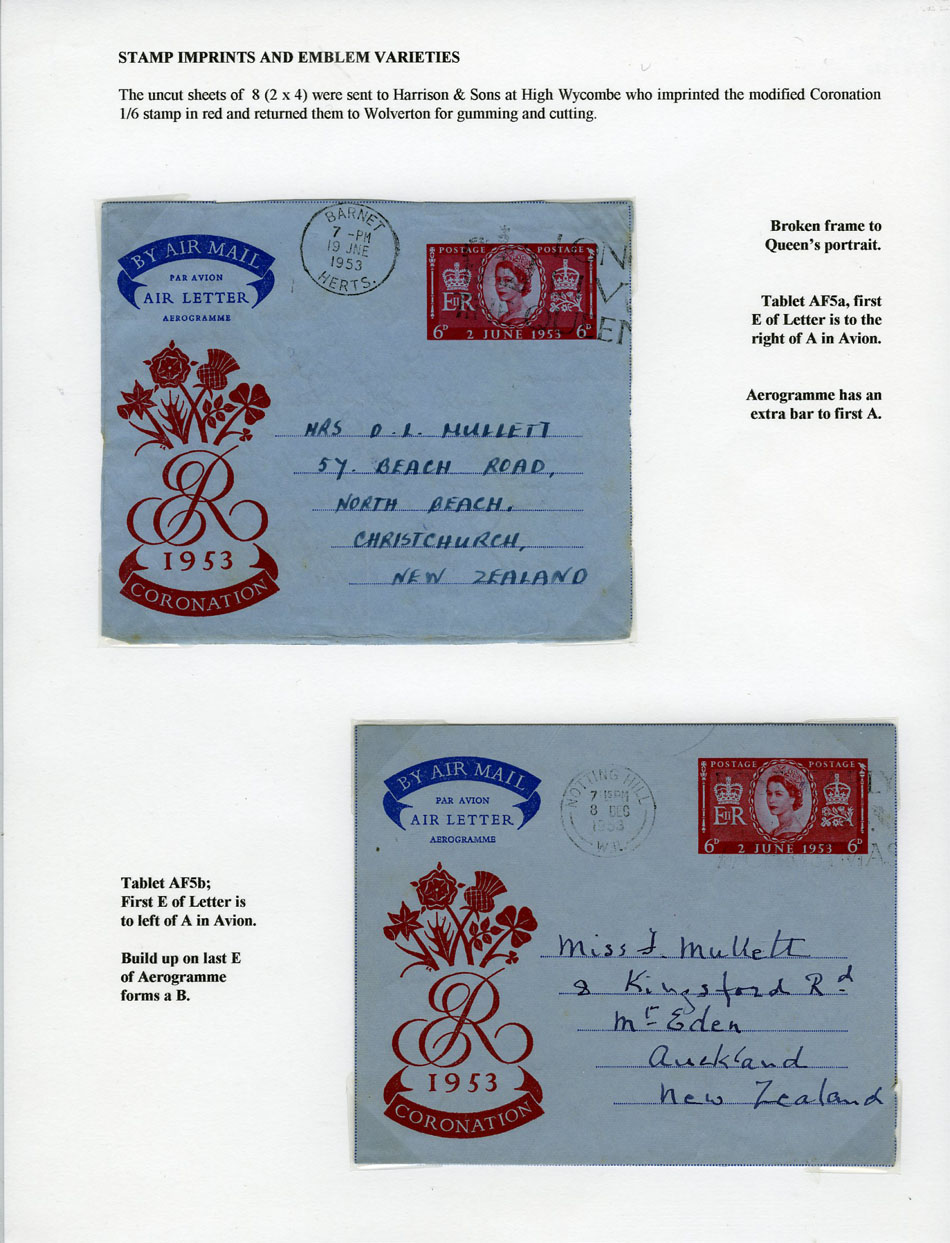 STAMP IMPRINTS AND EMBLEM VARIETIES
The uncut sheets of 8 (2 x 4) were sent to Harrison & Sons at High Wycombe who imprinted the modified Coronation
1/6 stamp in red and returned them to Wolverton for gumming and cutting.
BY AIR MAIL
PAR AVION
AIR LETTER
AEROGRAMME
BARNET
7 -PM
19 JNE
1953
HERTS.
POSTAGE POSTAGE
EIIR
6D 2 JUNE 1953 6D
Broken frame to
Queen's portrait.
Tablet AF5a, first
E of Letter is to the
right of A in Avion.
Aerogramme has an
extra bar to first A.
MRS D. L. MULLETT
57. BEACH ROAD,
NORTH BEACH.
CHRISTCHURCH,
NEW ZEALAND
ER
1953
CORONATION
BY AIR MAIL
PAR AVION
AIR LETTER
AEROGRAMME
NOTTING HILL
8 DEC
1953
POSTAGE POSTAGE
EIIR
6D 2 JUNE 1953 6D
Tablet AF5b;
First E of Letter is
to left of A in Avion.
Build up on last E
of Aerogramme
forms a B.
Miss J. Mullett
8 Kingsford Rd
Mt Eden
Auckland
New Zealand
ER
1953
CORONATION